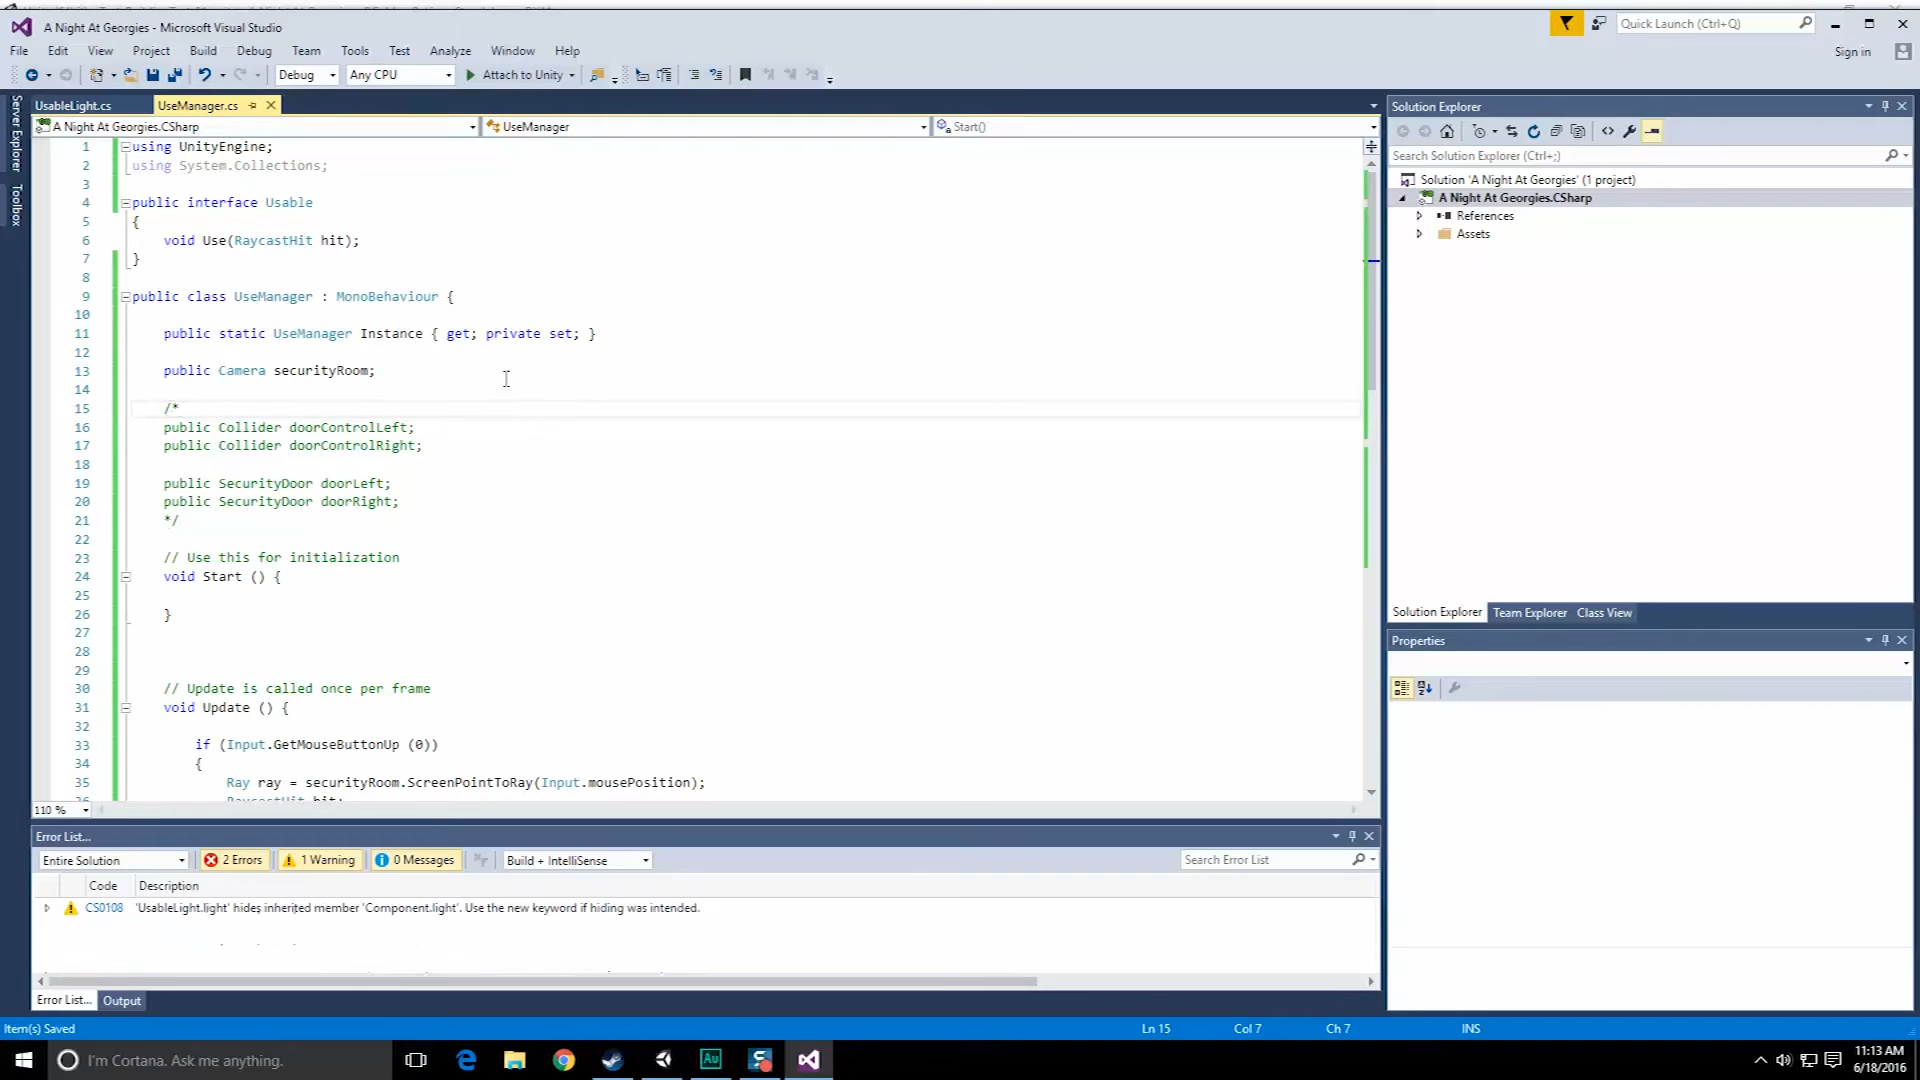 A Night At Georgies - Microsoft Visual Studio
Quick Launch (Ctrl+Q)
File Edit View Project Build Debug Team Tools Test Analyze Window Help
Sign in
Debug Any CPU Attach to Unity
Server Explorer
Toolbox
UsableLight.cs UseManager.cs
A Night At Georgies.CSharp UseManager Start()
1 using UnityEngine;
2 using System.Collections;
3
4 public interface Usable
5 {
6 void Use(RaycastHit hit);
7 }
8
9 public class UseManager : MonoBehaviour {
10
11 public static UseManager Instance { get; private set; }
12
13 public Camera securityRoom;
14
15 /*
16 public Collider doorControlLeft;
17 public Collider doorControlRight;
18
19 public SecurityDoor doorLeft;
20 public SecurityDoor doorRight;
21 */
22
23 // Use this for initialization
24 void Start () {
25
26 }
27
28
29
30 // Update is called once per frame
31 void Update () {
32
33 if (Input.GetMouseButtonUp (0))
34 {
35 Ray ray = securityRoom.ScreenPointToRay(Input.mousePosition);
110 %
Solution Explorer
Search Solution Explorer (Ctrl+;)
Solution 'A Night At Georgies' (1 project)
A Night At Georgies.CSharp
References
Assets
Solution Explorer Team Explorer Class View
Properties
Error List...
Entire Solution 2 Errors 1 Warning 0 Messages Build + IntelliSense Search Error List
Code Description
CS0108 'UsableLight.light' hides inherited member 'Component.light'. Use the new keyword if hiding was intended.
Error List... Output
Item(s) Saved Ln 15 Col 7 Ch 7 INS
I'm Cortana. Ask me anything.
Au
11:13 AM
6/18/2016